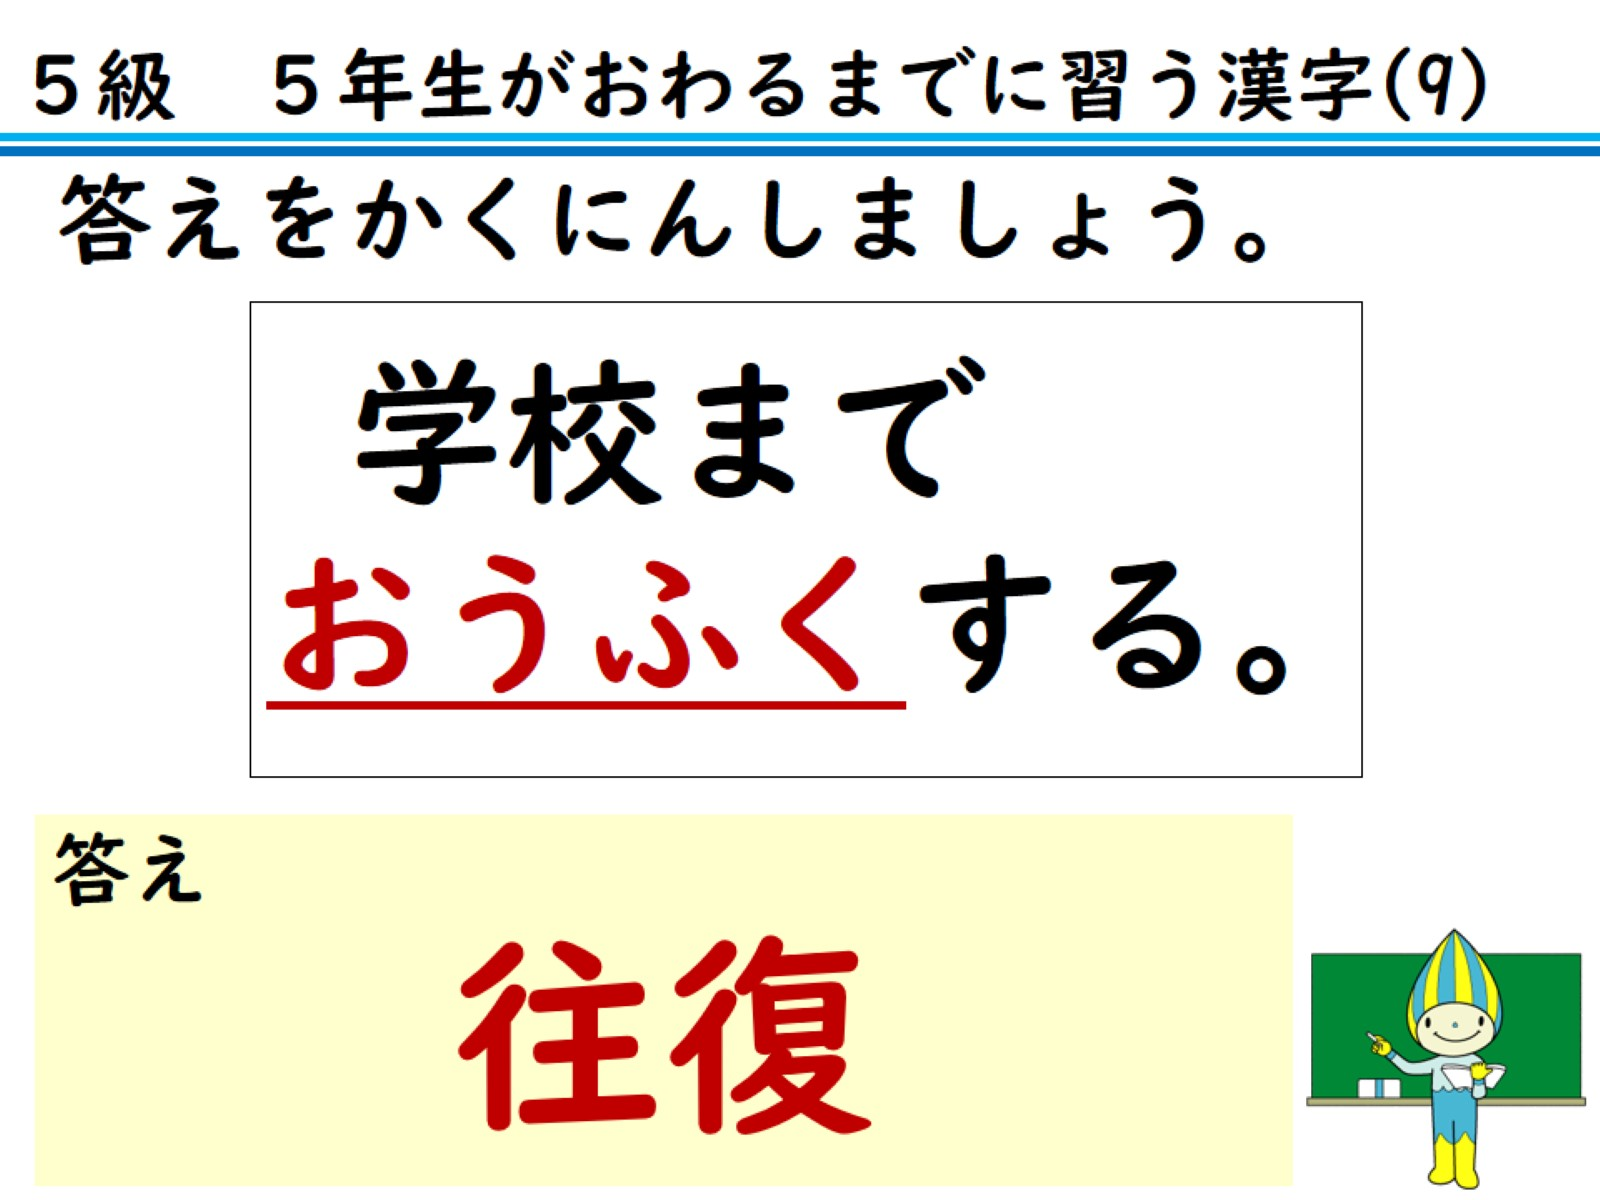 ５級　５年生がおわるまでに習う漢字(9)
答えをかくにんしましょう。
学校まで
おうふくする。
答え
往復